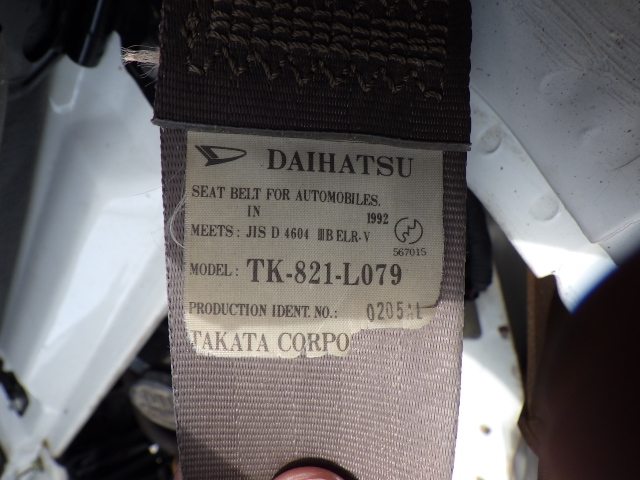 DAIHATSU
SEAT BELT FOR AUTOMOBILES.
IN 1992
MEETS: JIS D 4604 ⅢB ELR-V
567015
MODEL: TK-821-L079
PRODUCTION IDENT. NO.:
TAKATA CORPO